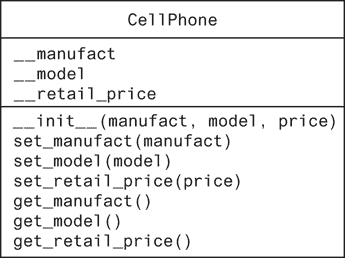 CellPhone
__manufact
__model
__retail_price
__init__(manufact, model, price)
set_manufact(manufact)
set_model(model)
set_retail_price(price)
get_manufact()
get_model()
get_retail_price()